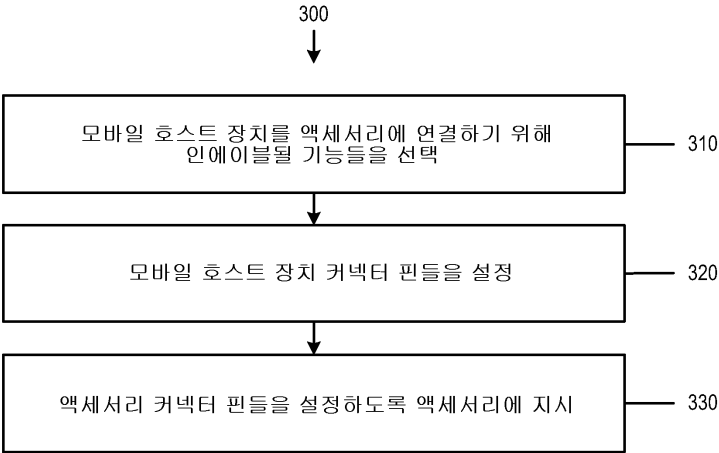 300
모바일 호스트 장치를 액세서리에 연결하기 위해
인에이블될 기능들을 선택
310
모바일 호스트 장치 커넥터 핀들을 설정
320
액세서리 커넥터 핀들을 설정하도록 액세서리에 지시
330